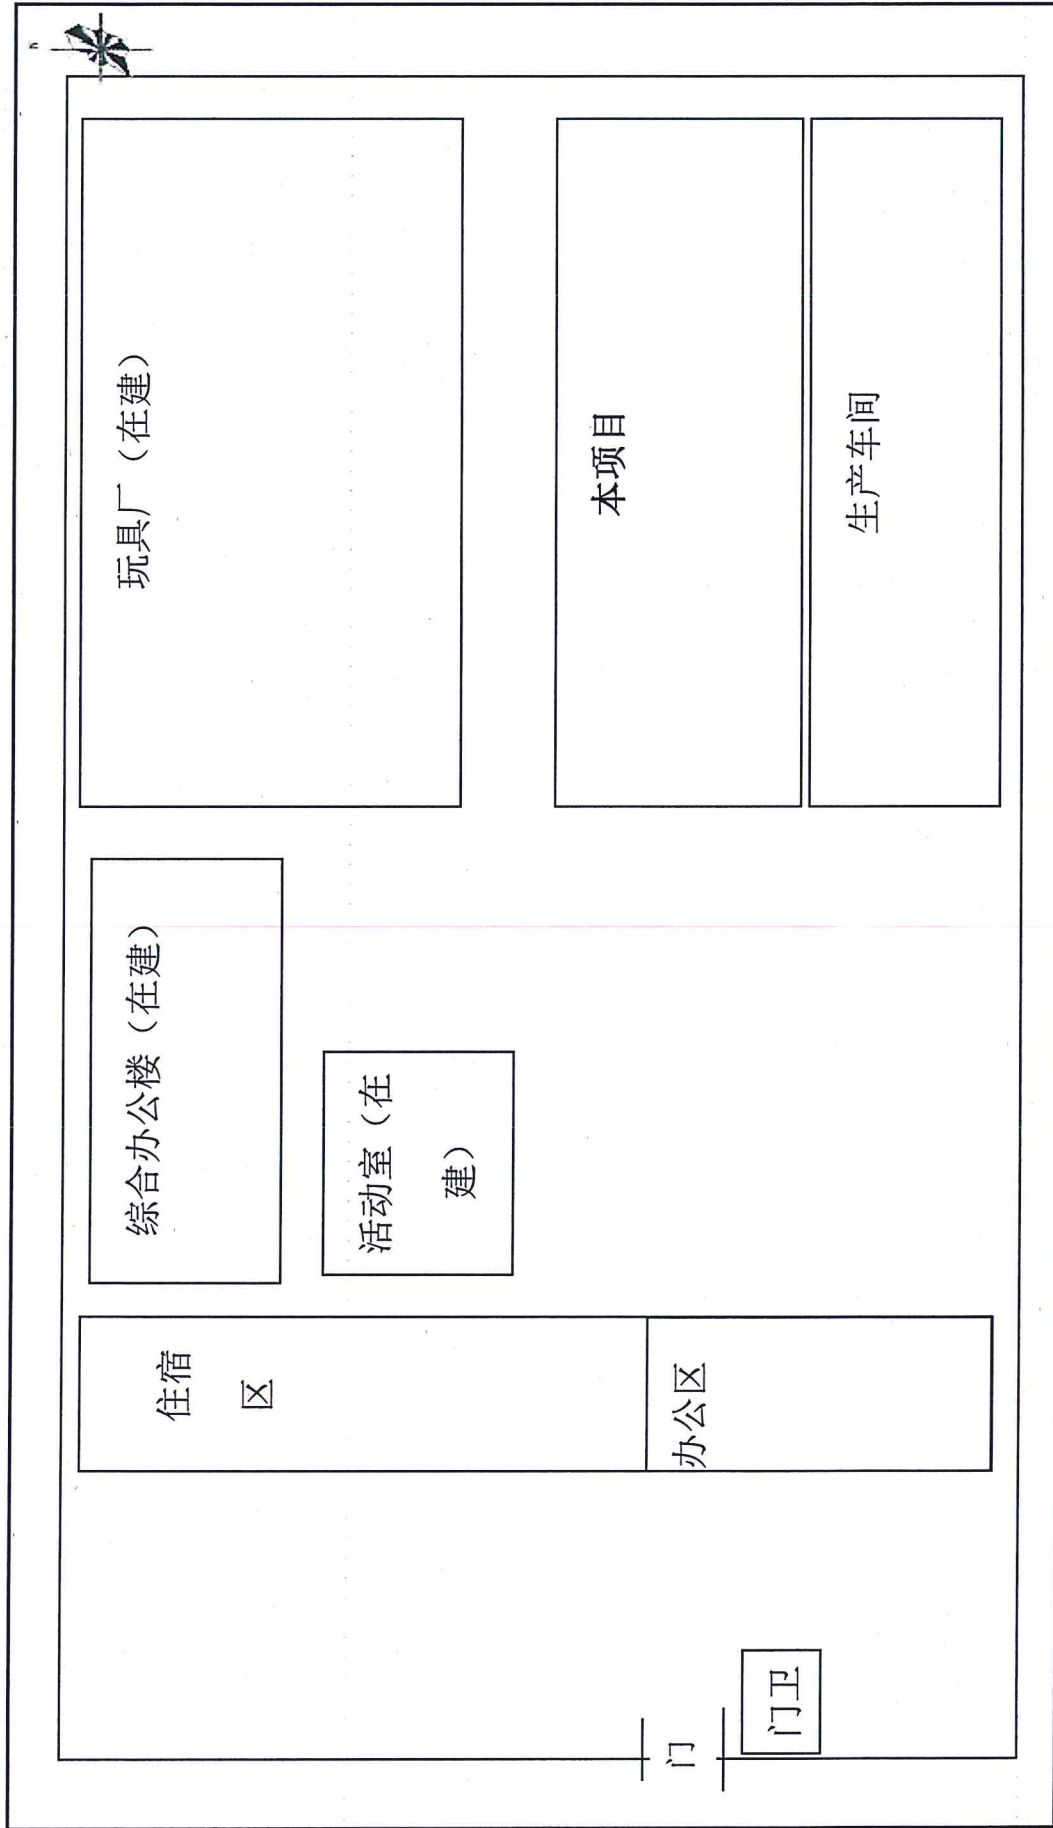 n
玩具厂（在建）
本项目
生产车间
综合办公楼（在建）
活动室（在
建）
住宿
区
办公区
门卫
门